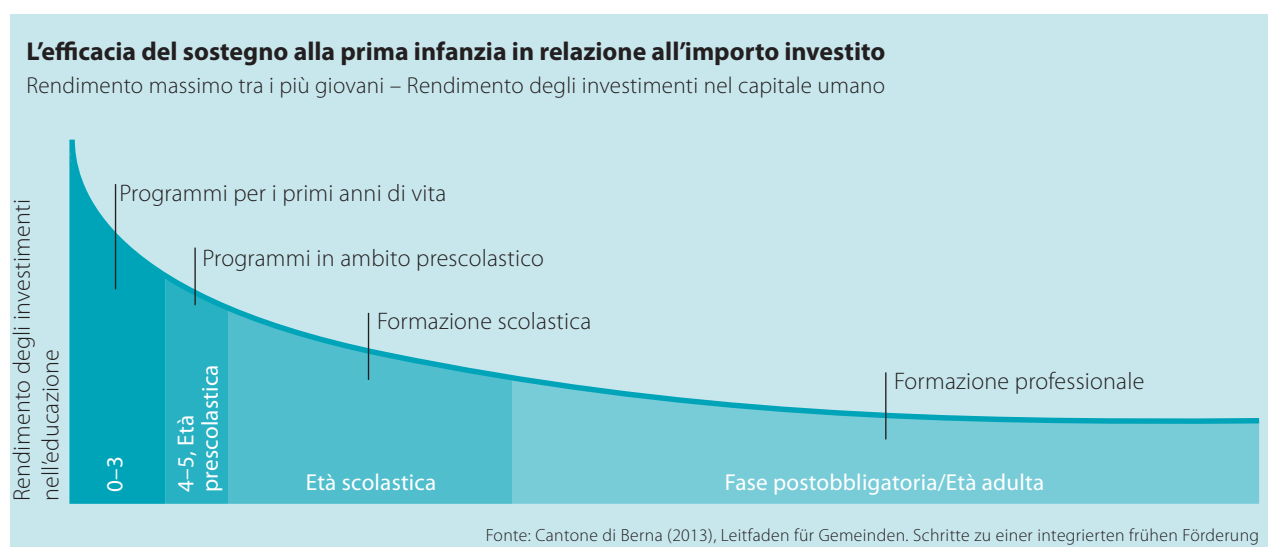 L'efficacia del sostegno alla prima infanzia in relazione all'importo investito
Rendimento massimo tra i più giovani – Rendimento degli investimenti nel capitale umano
Rendimento degli investimenti
nell'educazione
Programmi per i primi anni di vita
Programmi in ambito prescolastico
Formazione scolastica
Formazione professionale
0–3
4–5, Età
prescolastica
Età scolastica
Fase postobbligatoria/Età adulta
Fonte: Cantone di Berna (2013), Leitfaden für Gemeinden. Schritte zu einer integrierten frühen Förderung